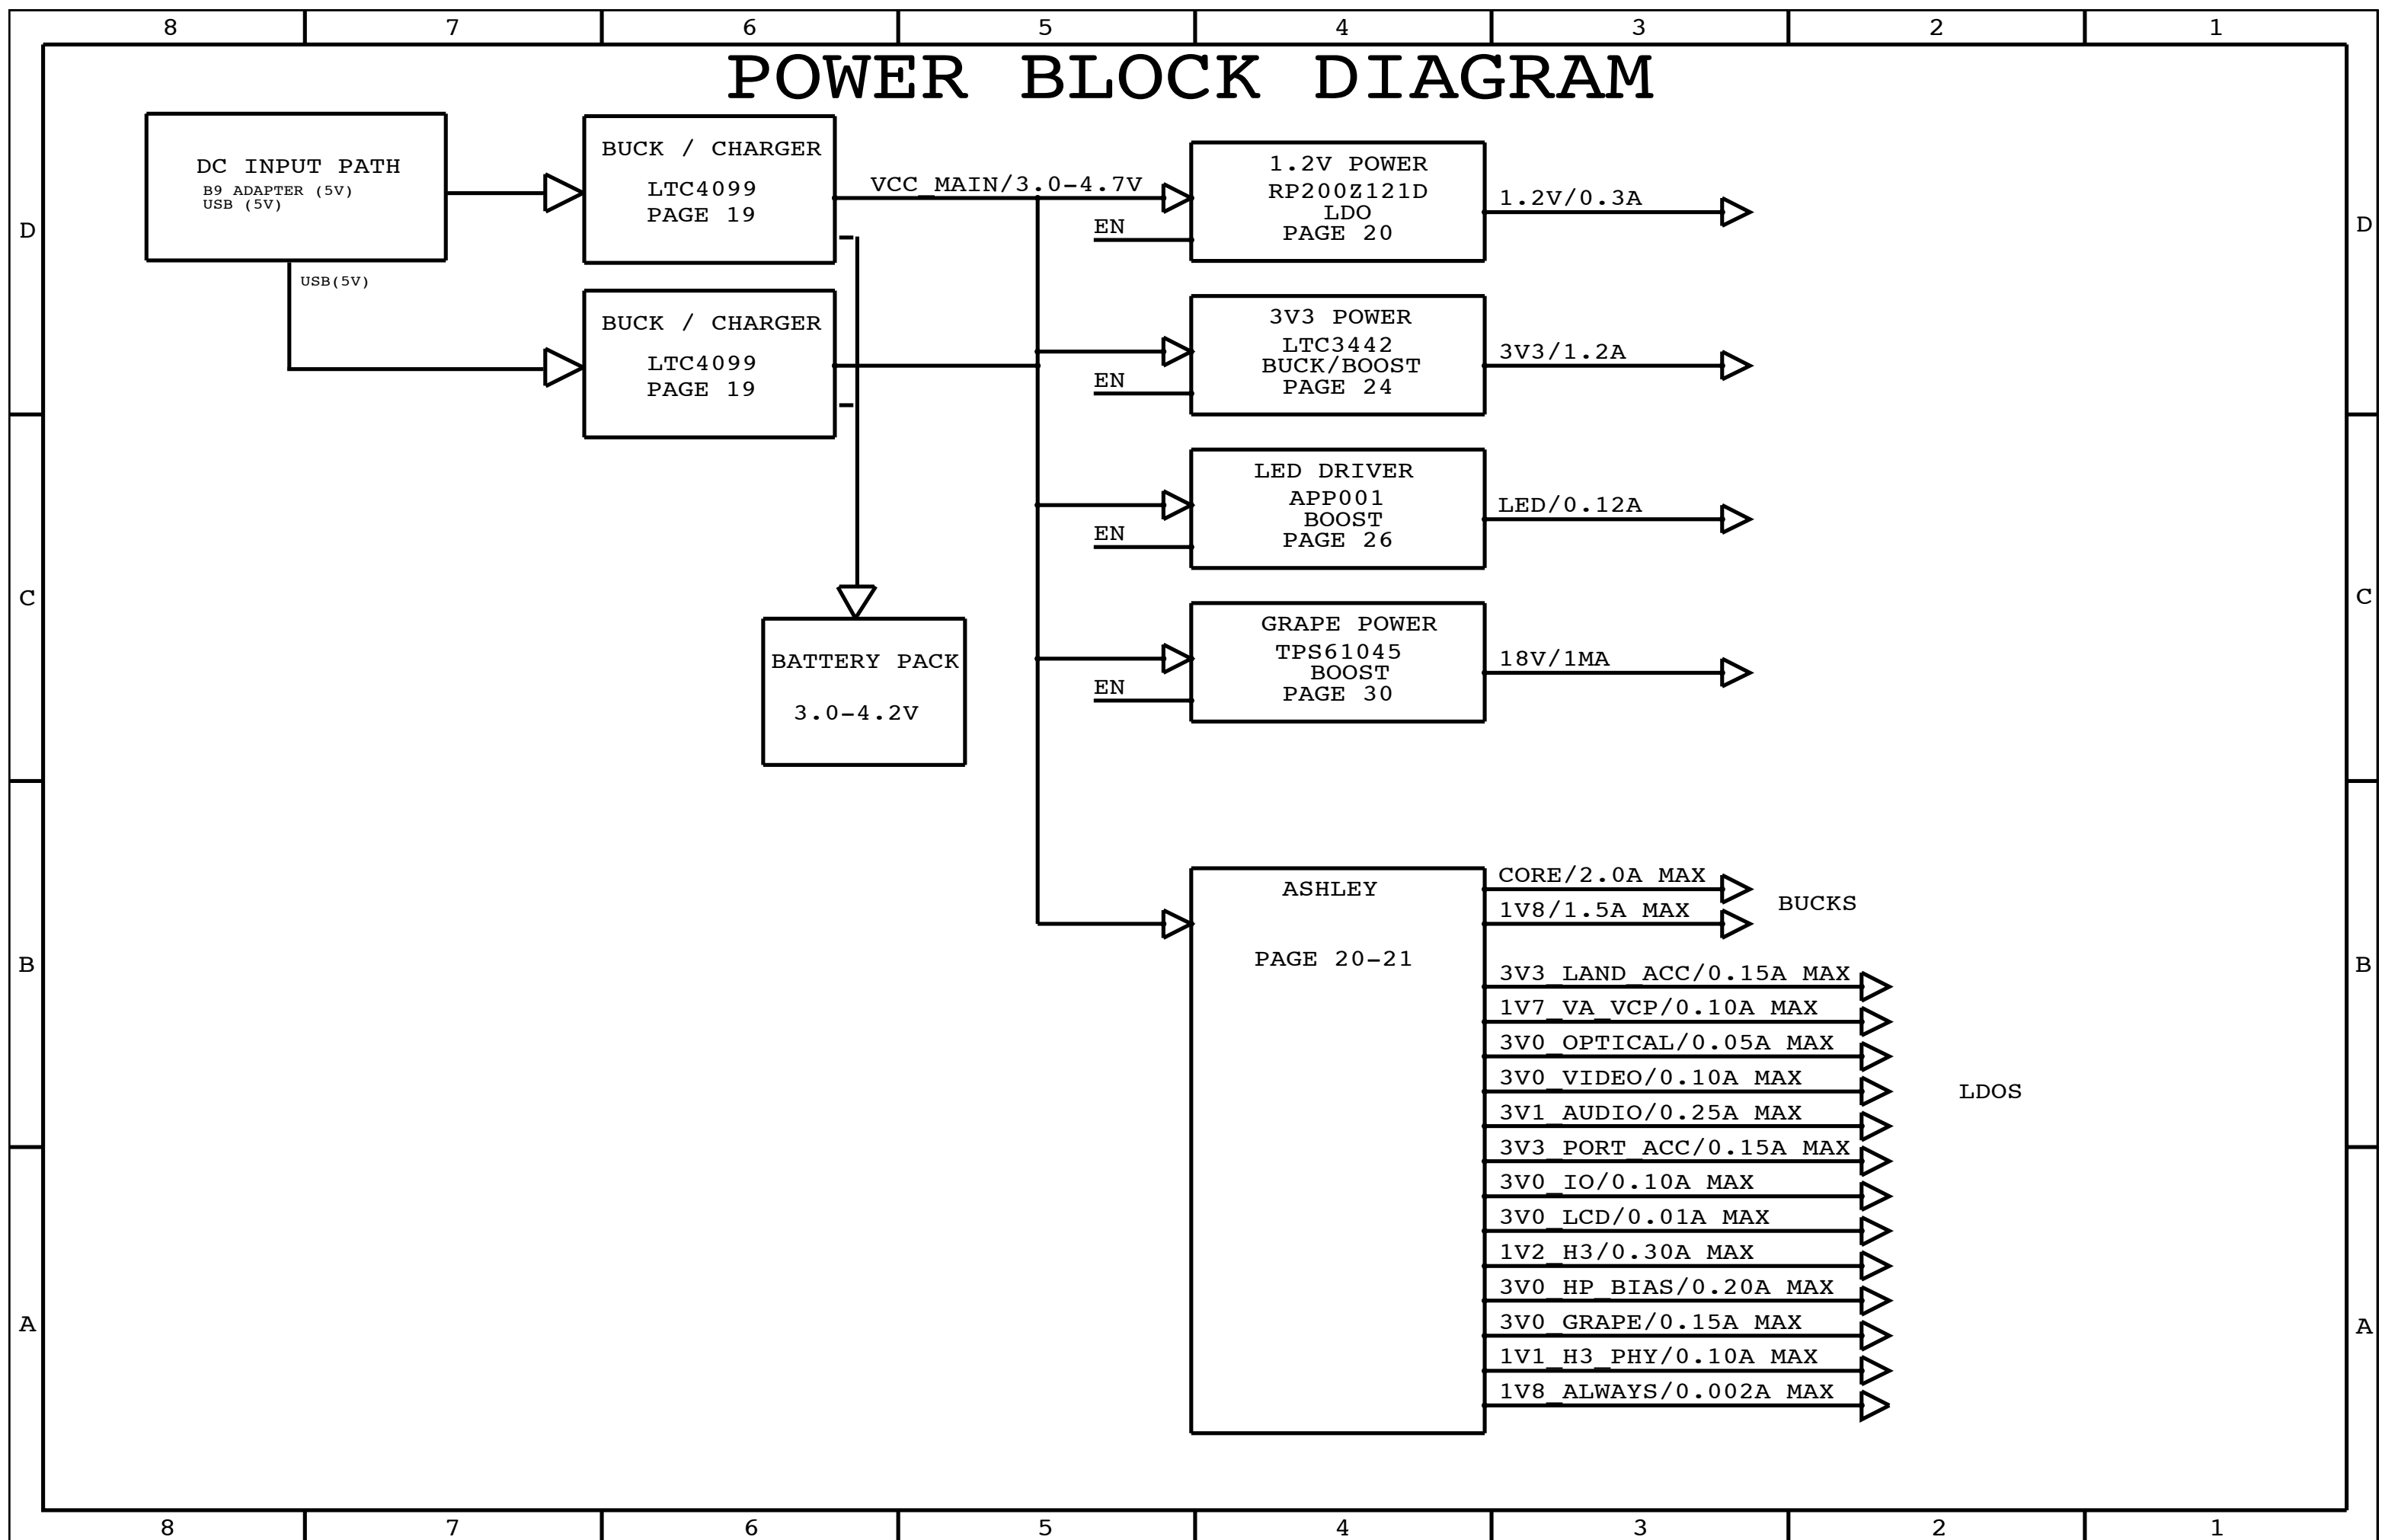 8 7 6 5 4 3 2 1
POWER BLOCK DIAGRAM
DC INPUT PATH
B9 ADAPTER (5V)
USB (5V)
USB(5V)
BUCK / CHARGER
LTC4099
PAGE 19
BUCK / CHARGER
LTC4099
PAGE 19
BATTERY PACK
3.0-4.2V
VCC_MAIN/3.0-4.7V
EN
1.2V POWER
RP200Z121D
LDO
PAGE 20
1.2V/0.3A
EN
3V3 POWER
LTC3442
BUCK/BOOST
PAGE 24
3V3/1.2A
EN
LED DRIVER
APP001
BOOST
PAGE 26
LED/0.12A
EN
GRAPE POWER
TPS61045
BOOST
PAGE 30
18V/1MA
ASHLEY
PAGE 20-21
CORE/2.0A MAX
1V8/1.5A MAX
BUCKS
3V3_LAND_ACC/0.15A MAX
1V7_VA_VCP/0.10A MAX
3V0_OPTICAL/0.05A MAX
3V0_VIDEO/0.10A MAX
3V1_AUDIO/0.25A MAX
3V3_PORT_ACC/0.15A MAX
3V0_IO/0.10A MAX
3V0_LCD/0.01A MAX
1V2_H3/0.30A MAX
3V0_HP_BIAS/0.20A MAX
3V0_GRAPE/0.15A MAX
1V1_H3_PHY/0.10A MAX
1V8_ALWAYS/0.002A MAX
LDOS
D
C
B
A
D
C
B
A
8 7 6 5 4 3 2 1